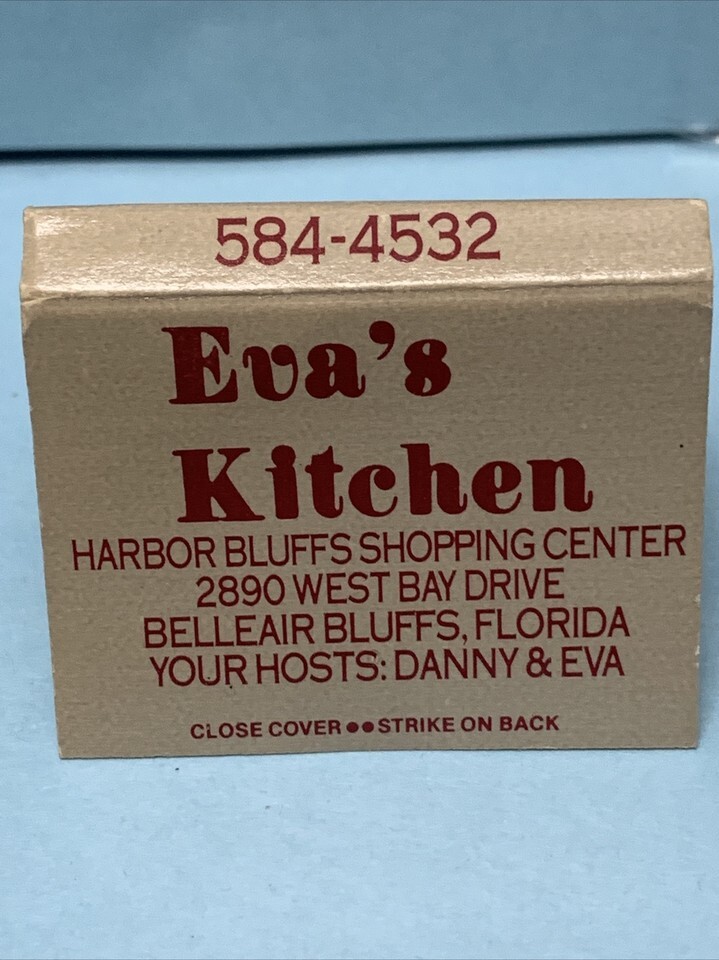 584-4532
Eva's
Kitchen
HARBOR BLUFFS SHOPPING CENTER
2890 WEST BAY DRIVE
BELLEAIR BLUFFS, FLORIDA
YOUR HOSTS: DANNY & EVA
CLOSE COVER ●● STRIKE ON BACK